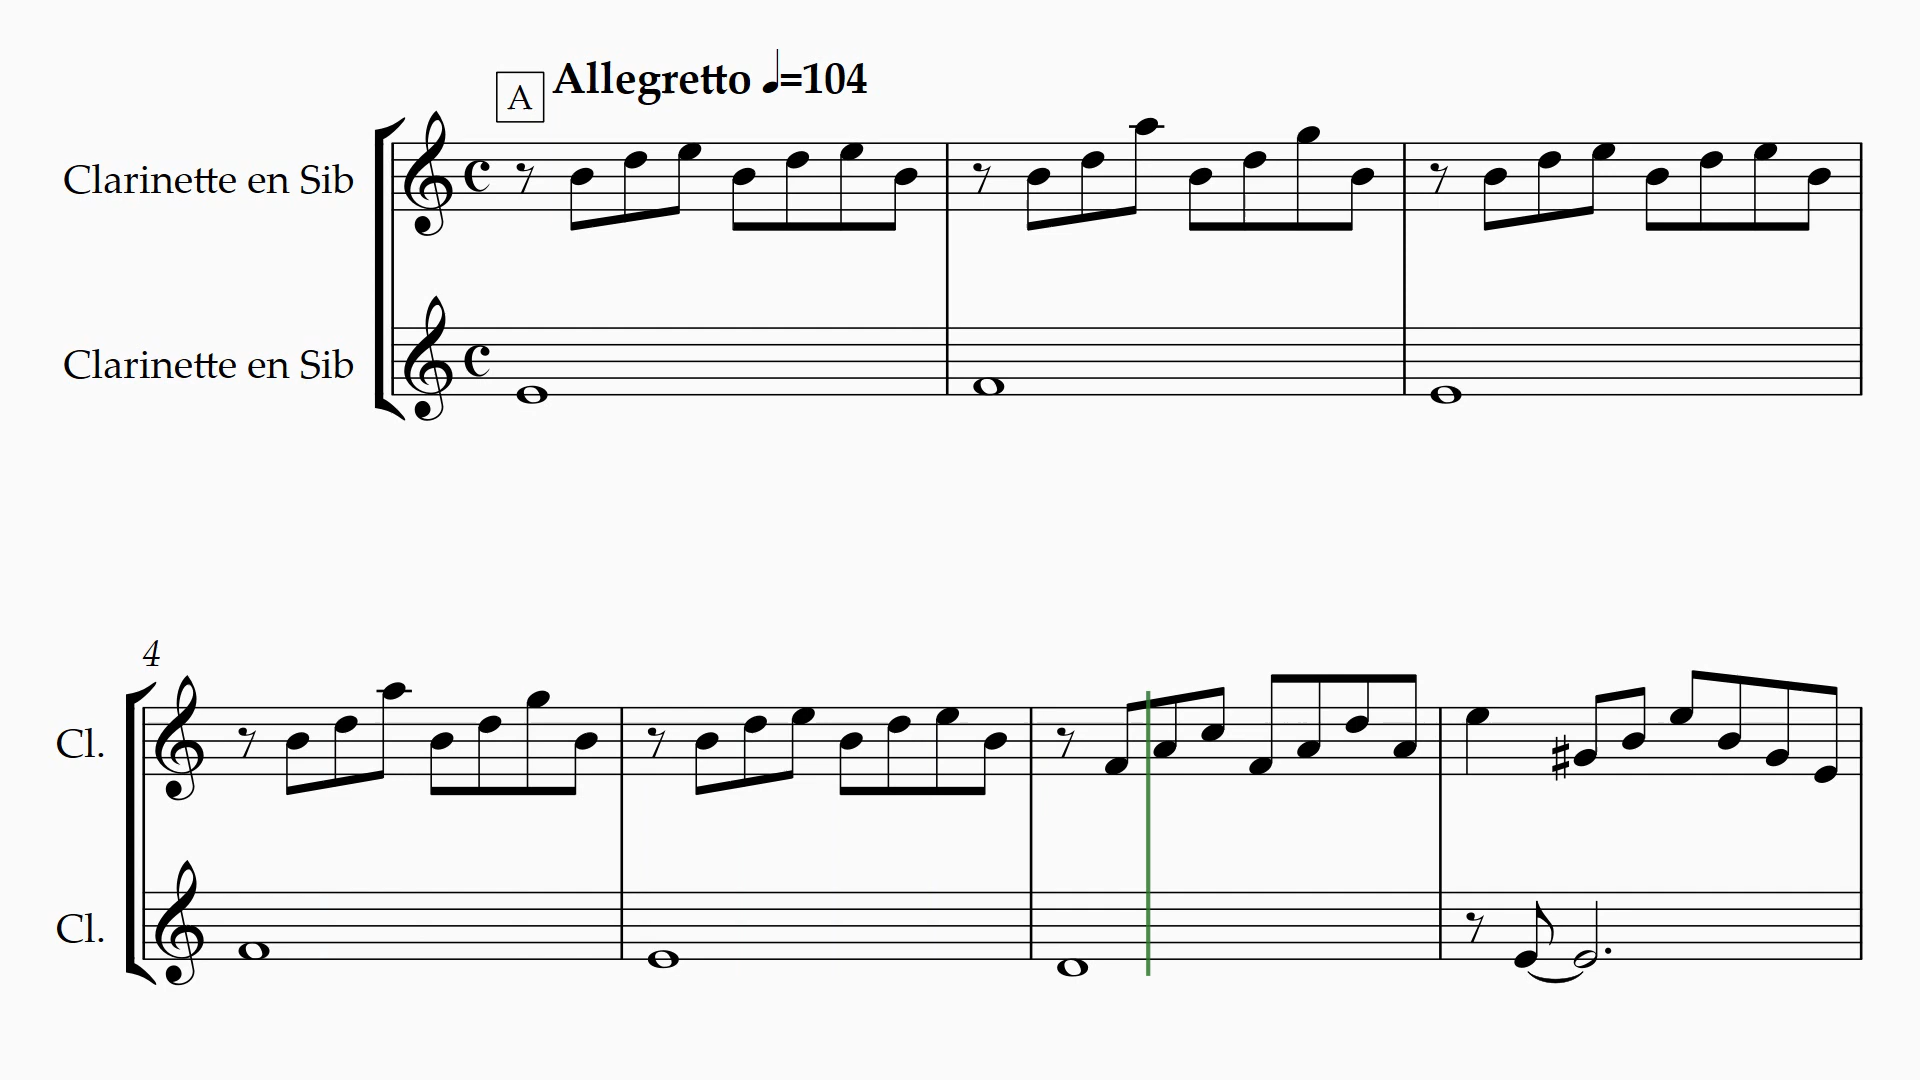 A Allegretto ♩=104
Clarinette en Sib
Clarinette en Sib
4
Cl.
Cl.